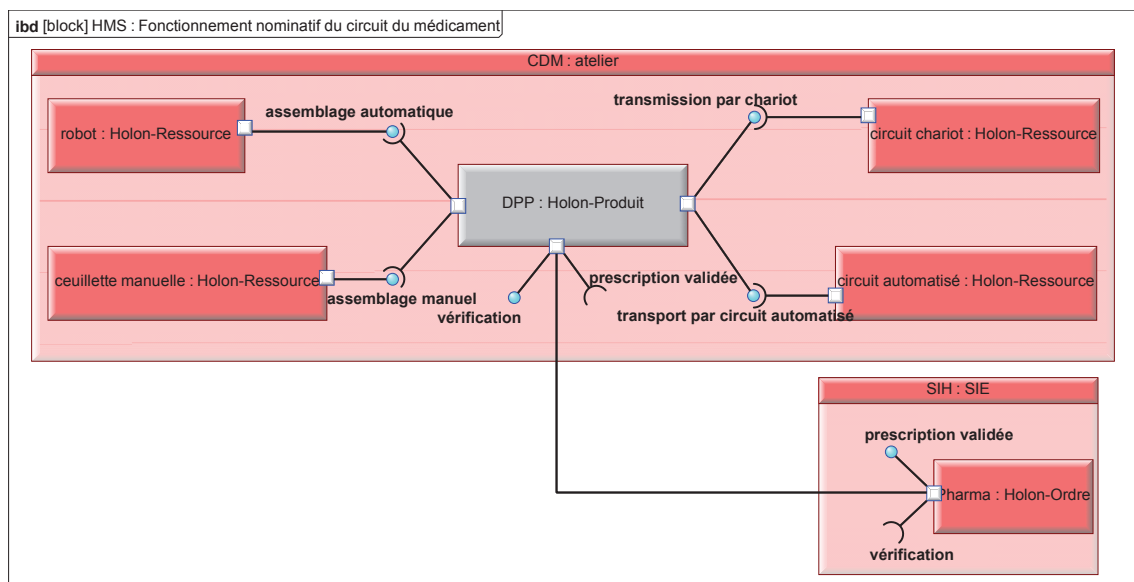 ibd [block] HMS : Fonctionnement nominatif du circuit du médicament
CDM : atelier
assemblage automatique
transmission par chariot
robot : Holon-Ressource
circuit chariot : Holon-Ressource
DPP : Holon-Produit
ceuillette manuelle : Holon-Ressource
prescription validée
circuit automatisé : Holon-Ressource
assemblage manuel
vérification
transport par circuit automatisé
SIH : SIE
prescription validée
Pharma : Holon-Ordre
vérification